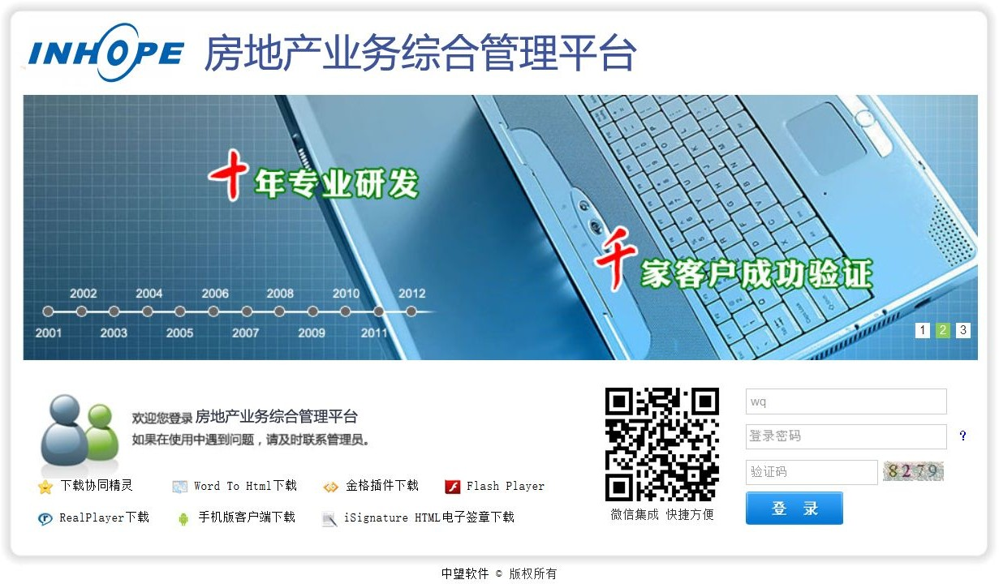 INHOPE 房地产业务综合管理平台
十年专业研发
千家客户成功验证
2002 2004 2006 2008 2010 2012
2001 2003 2005 2007 2009 2011
1 2 3
欢迎您登录 房地产业务综合管理平台
如果在使用中遇到问题，请及时联系管理员。
wq
登录密码 ?
验证码 8279
登 录
下载协同精灵 Word To Html下载 金格插件下载 Flash Player
RealPlayer下载 手机版客户端下载 iSignature HTML电子签章下载
微信集成 快捷方便
中望软件 © 版权所有